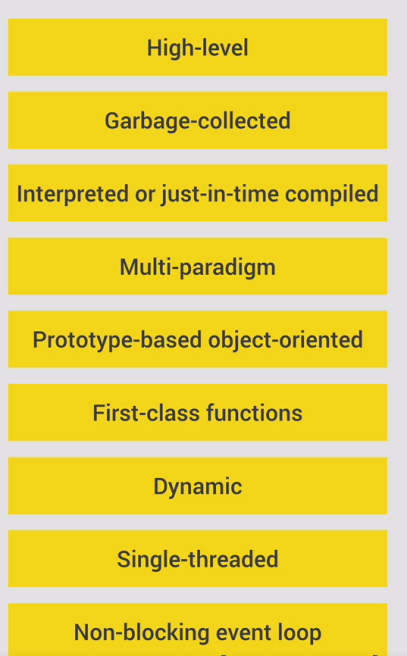 High-level
Garbage-collected
Interpreted or just-in-time compiled
Multi-paradigm
Prototype-based object-oriented
First-class functions
Dynamic
Single-threaded
Non-blocking event loop